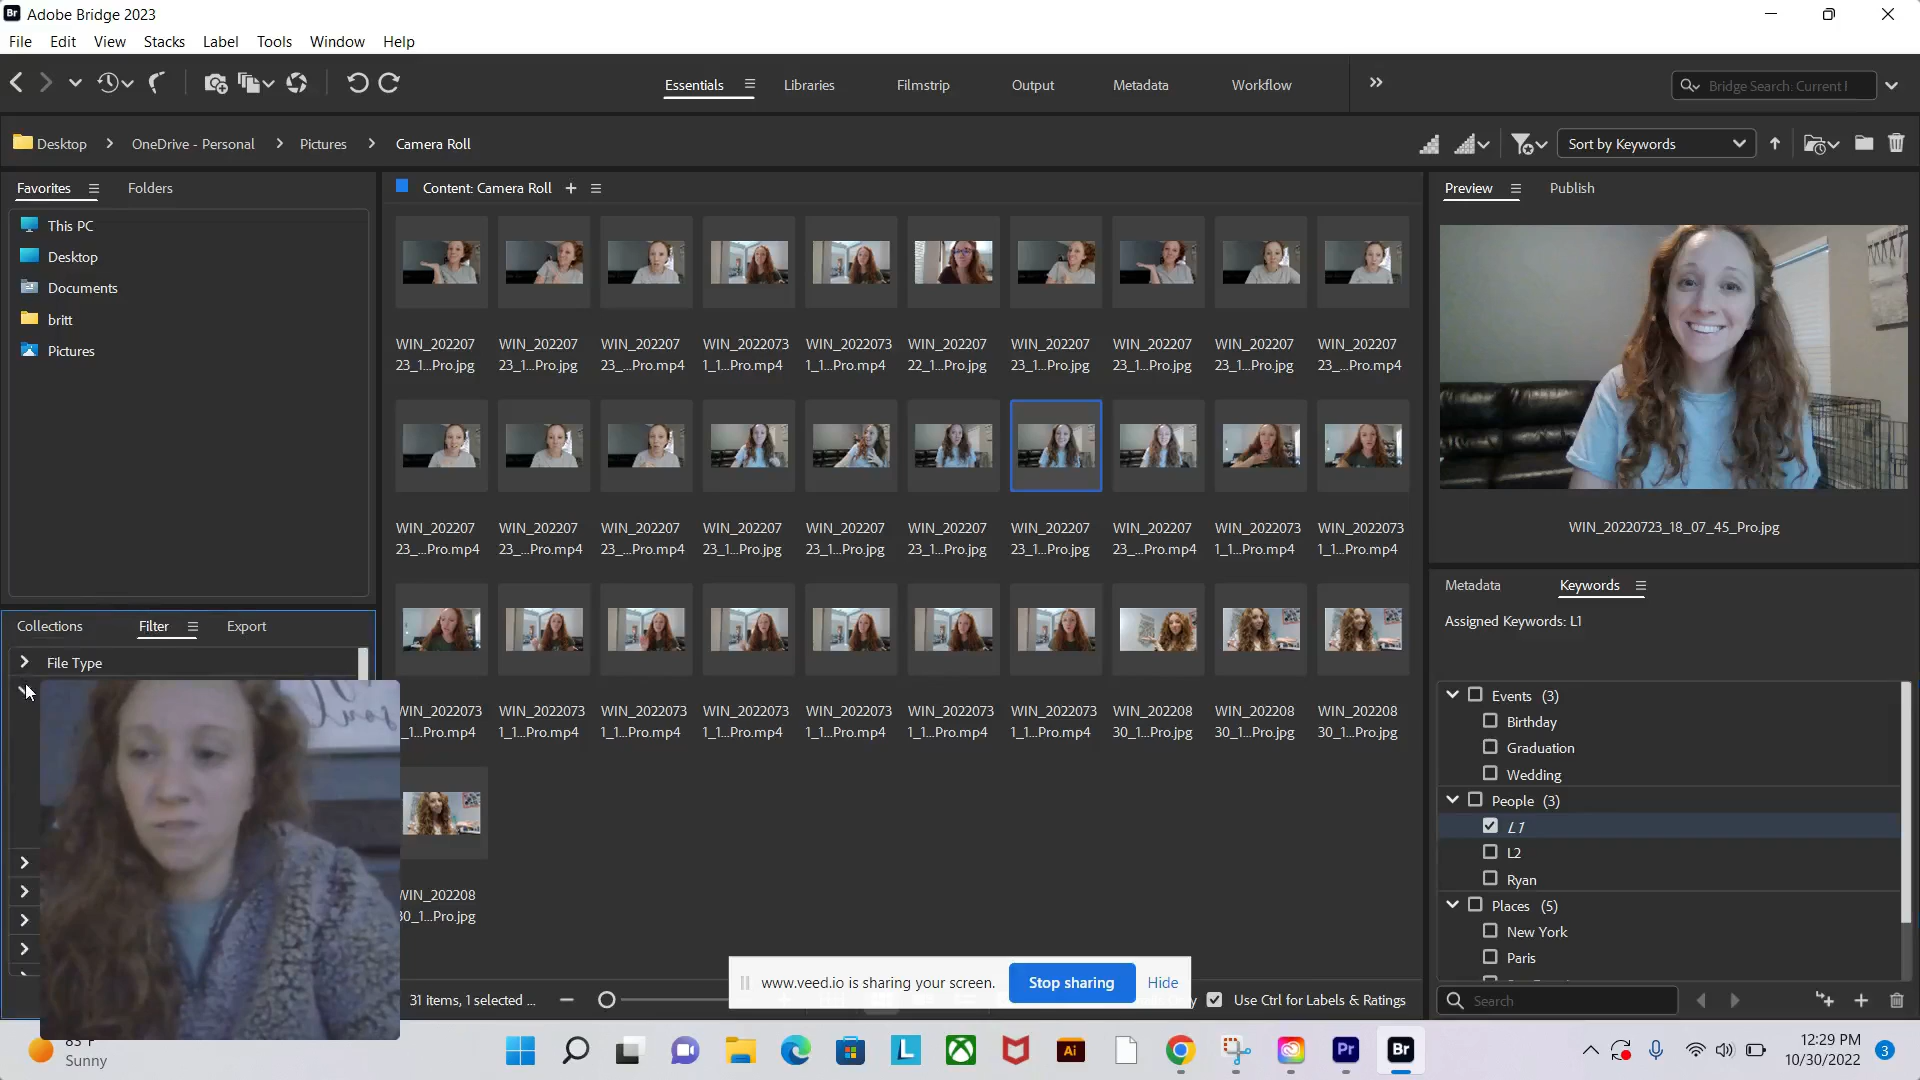 Br Adobe Bridge 2023
File Edit View Stacks Label Tools Window Help
Essentials Libraries Filmstrip Output Metadata Workflow
Bridge Search: Current
Desktop OneDrive - Personal Pictures Camera Roll
Sort by Keywords
Favorites Folders
This PC
Desktop
Documents
britt
Pictures
Collections Filter Export
File Type
Content: Camera Roll
WIN_202207 WIN_202207 WIN_202207 WIN_2022073 WIN_2022073 WIN_202207 WIN_202207 WIN_202207 WIN_202207 WIN_202207
23_1...Pro.jpg 23_1...Pro.jpg 23_...Pro.mp4 1_1...Pro.mp4 1_1...Pro.mp4 22_1...Pro.jpg 23_1...Pro.jpg 23_1...Pro.jpg 23_1...Pro.jpg 23_...Pro.mp4
WIN_202207 WIN_202207 WIN_202207 WIN_202207 WIN_202207 WIN_202207 WIN_202207 WIN_202207 WIN_2022073 WIN_2022073
23_...Pro.mp4 23_...Pro.mp4 23_...Pro.mp4 23_1...Pro.jpg 23_1...Pro.jpg 23_1...Pro.jpg 23_1...Pro.jpg 23_...Pro.mp4 1_1...Pro.mp4 1_1...Pro.mp4
WIN_2022073 WIN_2022073 WIN_2022073 WIN_2022073 WIN_2022073 WIN_2022073 WIN_2022073 WIN_202208 WIN_202208 WIN_202208
_1...Pro.mp4 1_1...Pro.mp4 1_1...Pro.mp4 1_1...Pro.mp4 1_1...Pro.mp4 1_1...Pro.mp4 1_1...Pro.mp4 30_1...Pro.jpg 30_1...Pro.jpg 30_1...Pro.jpg
WIN_202208
30_1...Pro.jpg
31 items, 1 selected ...
Use Ctrl for Labels & Ratings
www.veed.io is sharing your screen. Stop sharing Hide
Preview Publish
WIN_20220723_18_07_45_Pro.jpg
Metadata Keywords
Assigned Keywords: L1
Events (3)
Birthday
Graduation
Wedding
People (3)
L1
L2
Ryan
Places (5)
New York
Paris
Search
soul
83°F
Sunny
L Ai Pr Br
12:29 PM
10/30/2022
3